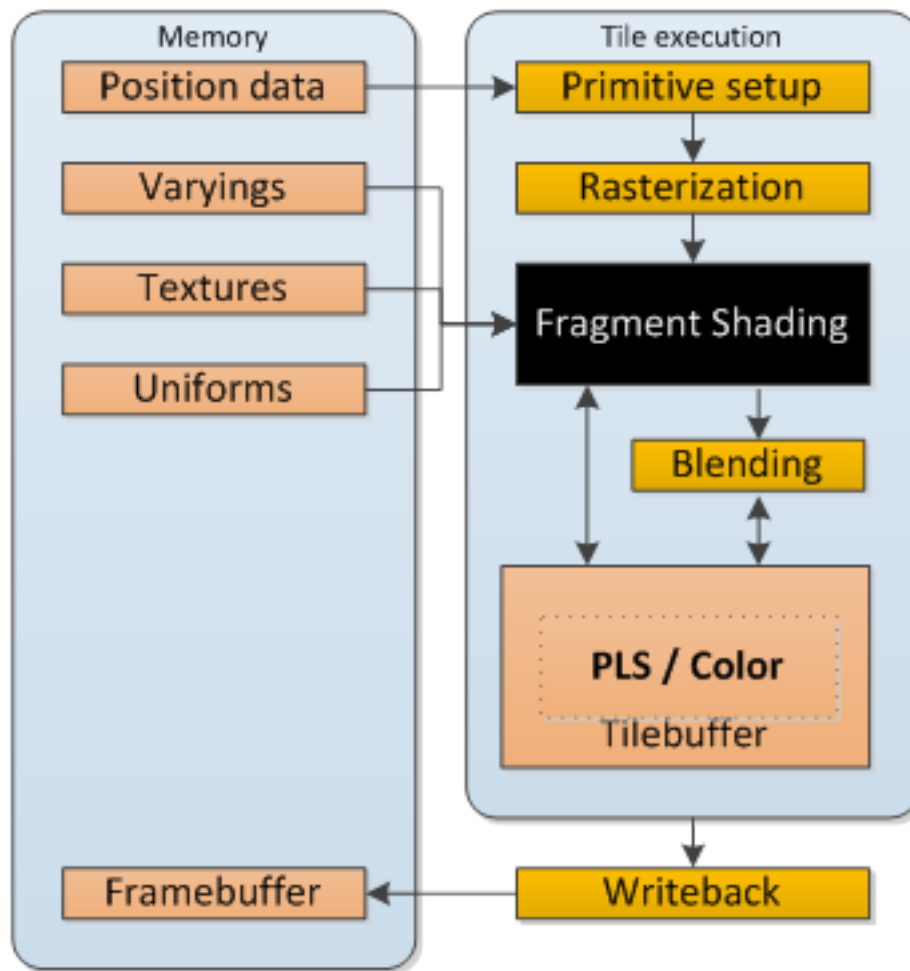 Memory
Position data
Varyings
Textures
Uniforms
Framebuffer
Tile execution
Primitive setup
Rasterization
Fragment Shading
Blending
PLS / Color
Tilebuffer
Writeback